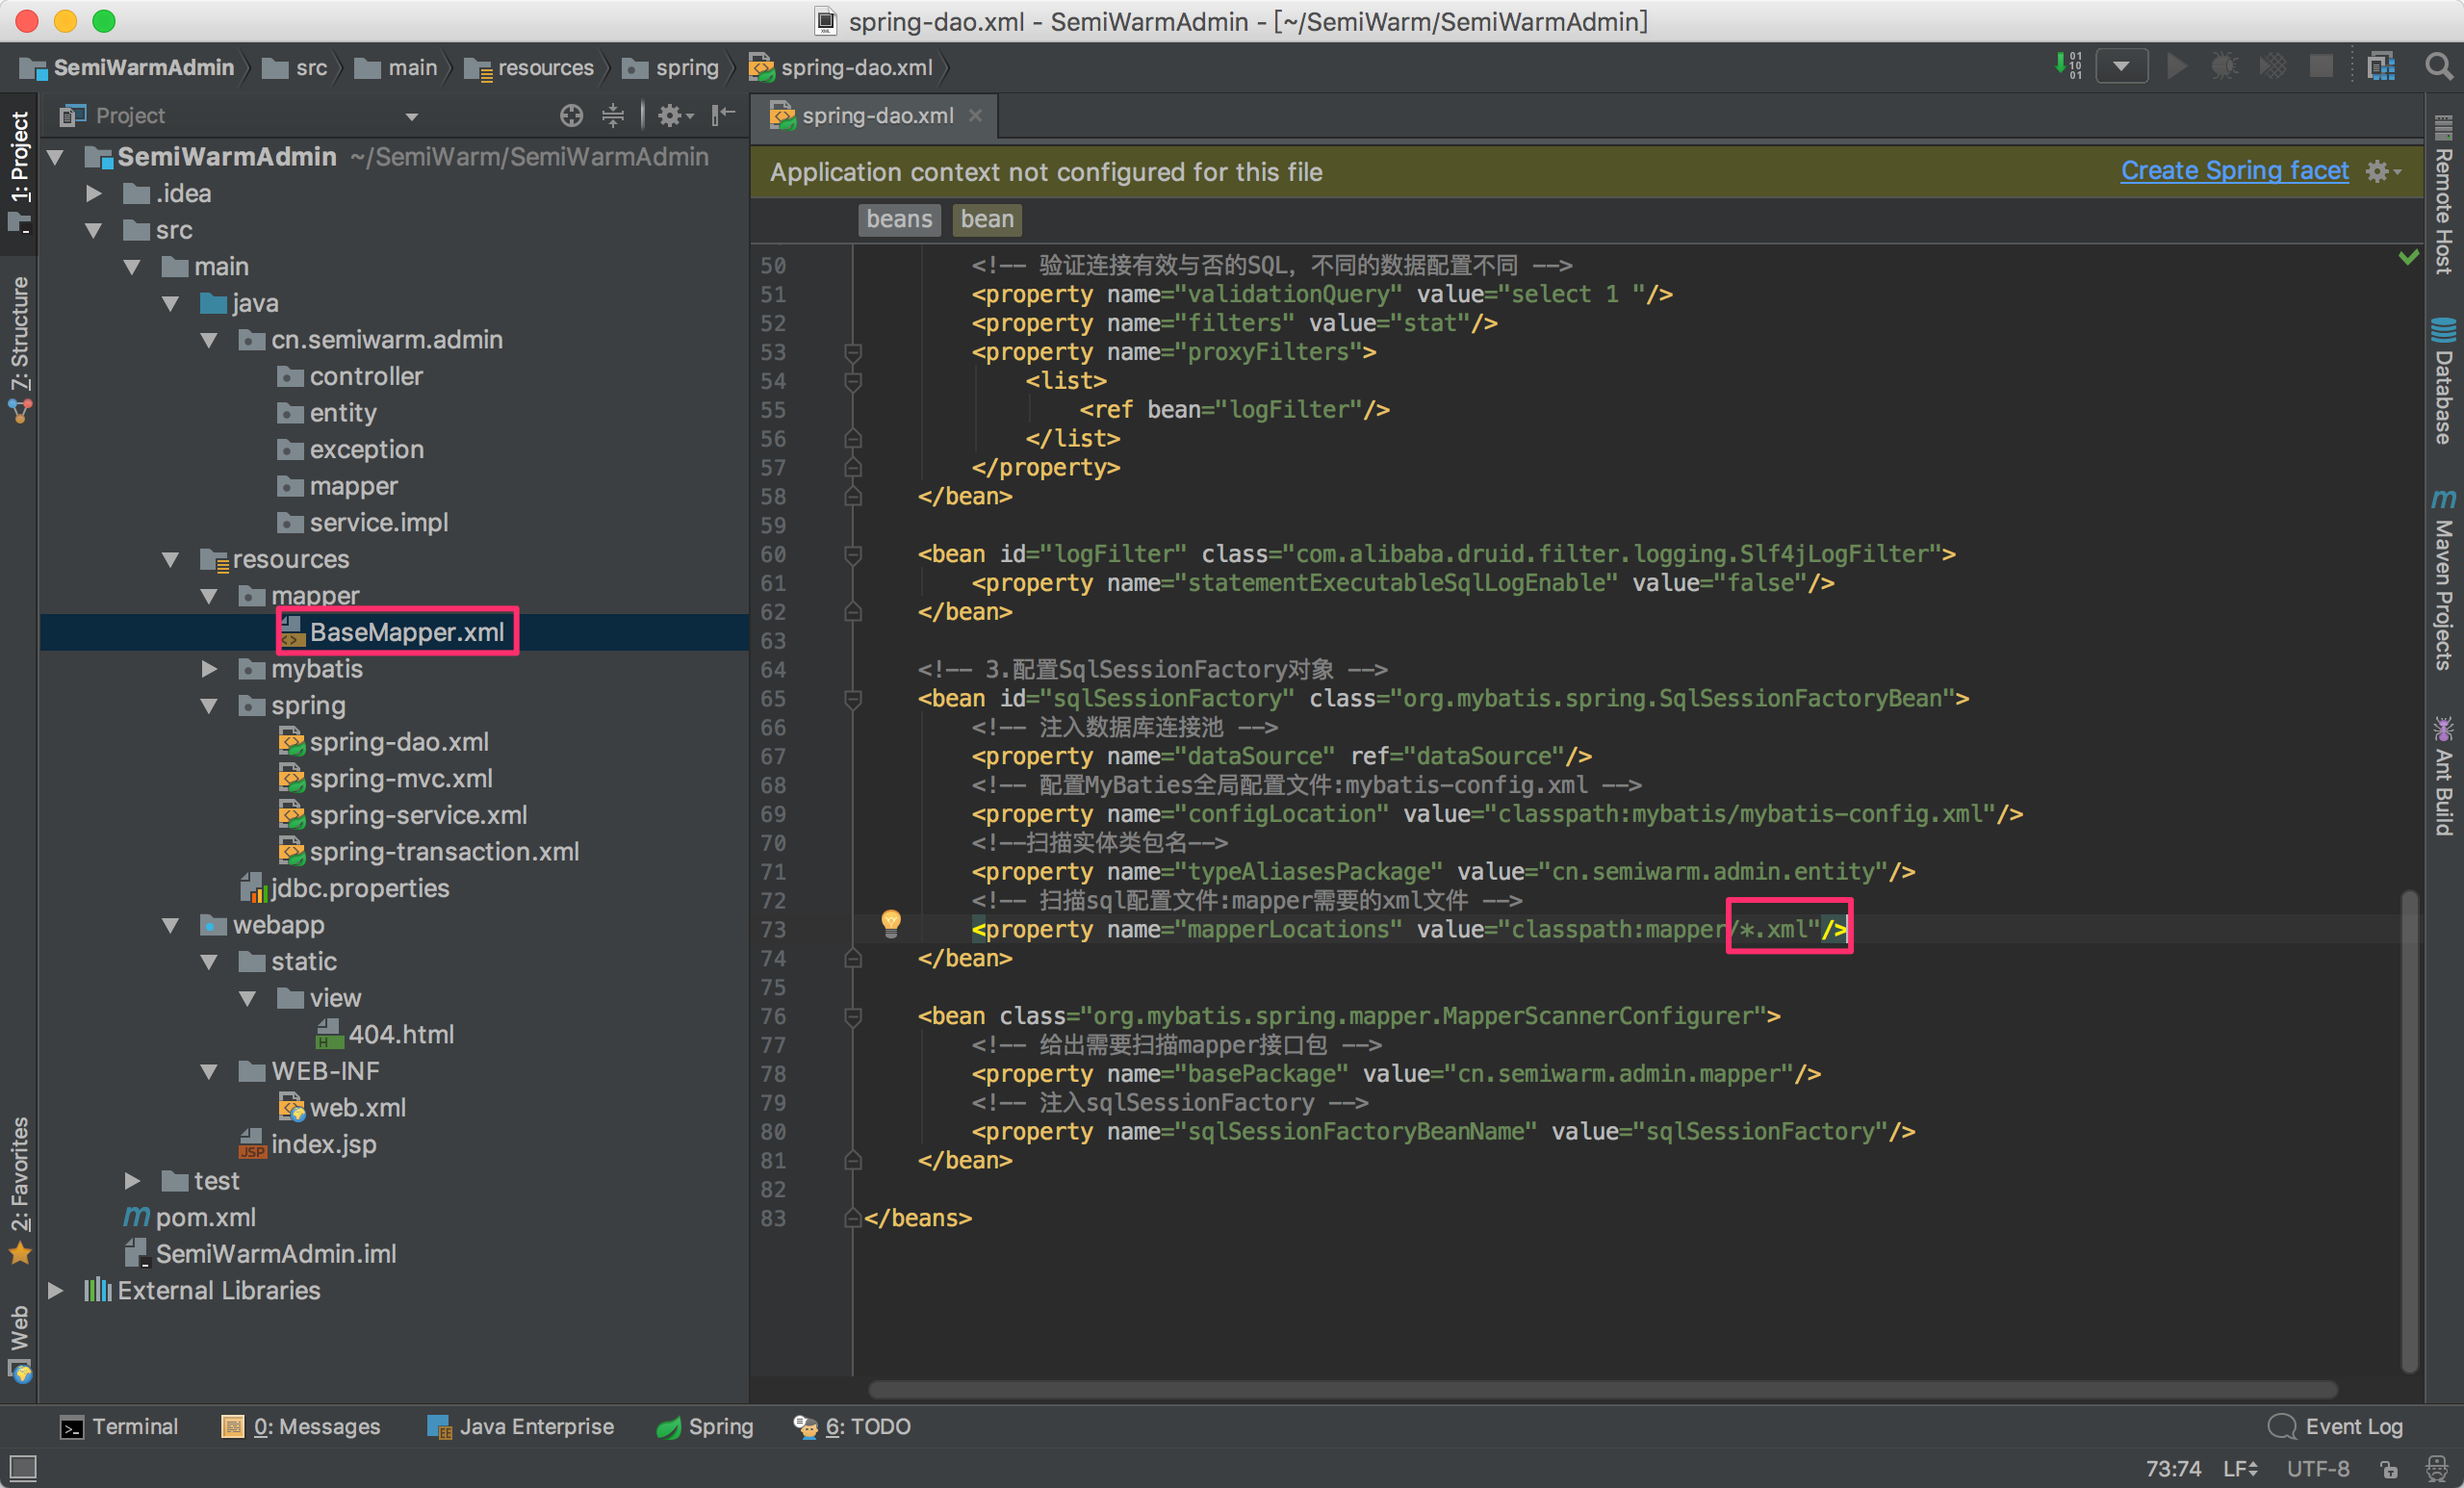 spring-dao.xml - SemiWarmAdmin - [~/SemiWarm/SemiWarmAdmin]
SemiWarmAdmin src main resources spring spring-dao.xml
Project
spring-dao.xml
SemiWarmAdmin ~/SemiWarm/SemiWarmAdmin
.idea
src
main
java
cn.semiwarm.admin
controller
entity
exception
mapper
service.impl
resources
mapper
BaseMapper.xml
mybatis
spring
spring-dao.xml
spring-mvc.xml
spring-service.xml
spring-transaction.xml
jdbc.properties
webapp
static
view
404.html
WEB-INF
web.xml
index.jsp
test
pom.xml
SemiWarmAdmin.iml
External Libraries
1: Project
7: Structure
2: Favorites
Web
Application context not configured for this file
Create Spring facet
beans bean
50 <!-- 验证连接有效与否的SQL，不同的数据配置不同 -->
51 <property name="validationQuery" value="select 1 "/>
52 <property name="filters" value="stat"/>
53 <property name="proxyFilters">
54 <list>
55 <ref bean="logFilter"/>
56 </list>
57 </property>
58 </bean>
59
60 <bean id="logFilter" class="com.alibaba.druid.filter.logging.Slf4jLogFilter">
61 <property name="statementExecutableSqlLogEnable" value="false"/>
62 </bean>
63
64 <!-- 3.配置SqlSessionFactory对象 -->
65 <bean id="sqlSessionFactory" class="org.mybatis.spring.SqlSessionFactoryBean">
66 <!-- 注入数据库连接池 -->
67 <property name="dataSource" ref="dataSource"/>
68 <!-- 配置MyBaties全局配置文件:mybatis-config.xml -->
69 <property name="configLocation" value="classpath:mybatis/mybatis-config.xml"/>
70 <!--扫描实体类包名-->
71 <property name="typeAliasesPackage" value="cn.semiwarm.admin.entity"/>
72 <!-- 扫描sql配置文件:mapper需要的xml文件 -->
73 <property name="mapperLocations" value="classpath:mapper/*.xml"/>
74 </bean>
75
76 <bean class="org.mybatis.spring.mapper.MapperScannerConfigurer">
77 <!-- 给出需要扫描mapper接口包 -->
78 <property name="basePackage" value="cn.semiwarm.admin.mapper"/>
79 <!-- 注入sqlSessionFactory -->
80 <property name="sqlSessionFactoryBeanName" value="sqlSessionFactory"/>
81 </bean>
82
83 </beans>
Remote Host
Database
Maven Projects
Ant Build
Terminal 0: Messages Java Enterprise Spring 6: TODO Event Log
73:74 LF UTF-8